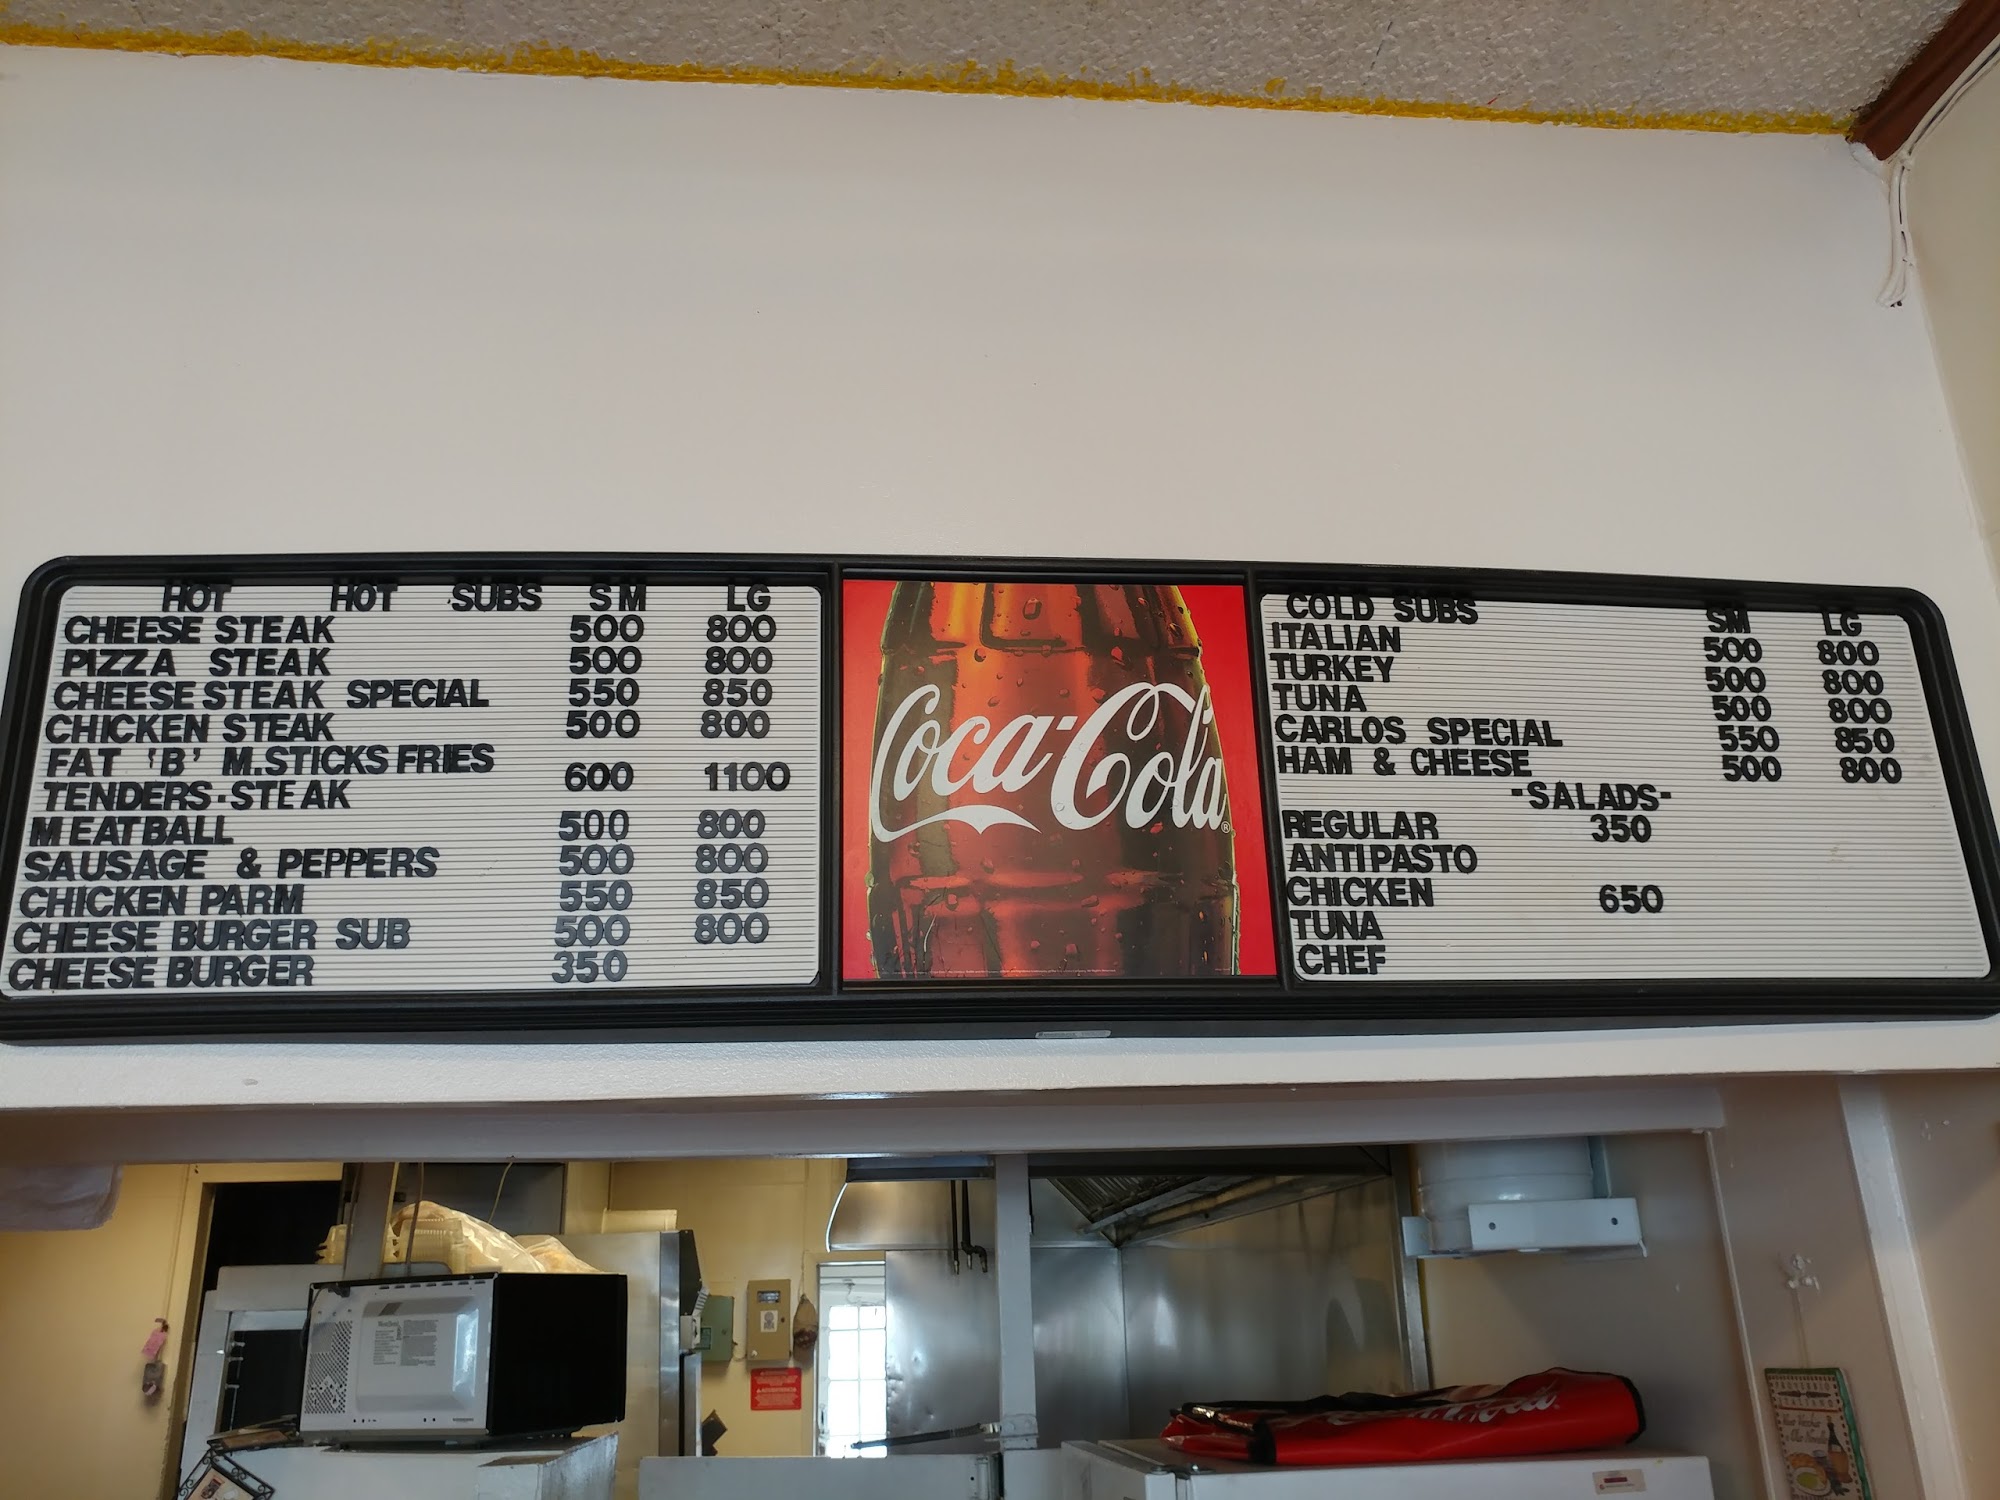 HOT HOT SUBS SM LG
CHEESE STEAK 500 800
PIZZA STEAK 500 800
CHEESE STEAK SPECIAL 550 850
CHICKEN STEAK 500 800
FAT 'B' M.STICKS FRIES
TENDERS-STEAK 600 1100
MEATBALL 500 800
SAUSAGE & PEPPERS 500 800
CHICKEN PARM 550 850
CHEESE BURGER SUB 500 800
CHEESE BURGER 350
Coca-Cola®
COLD SUBS SM LG
ITALIAN 500 800
TURKEY 500 800
TUNA 500 800
CARLOS SPECIAL 550 850
HAM & CHEESE 500 800
-SALADS-
REGULAR 350
ANTIPASTO
CHICKEN 650
TUNA
CHEF
Coca-Cola